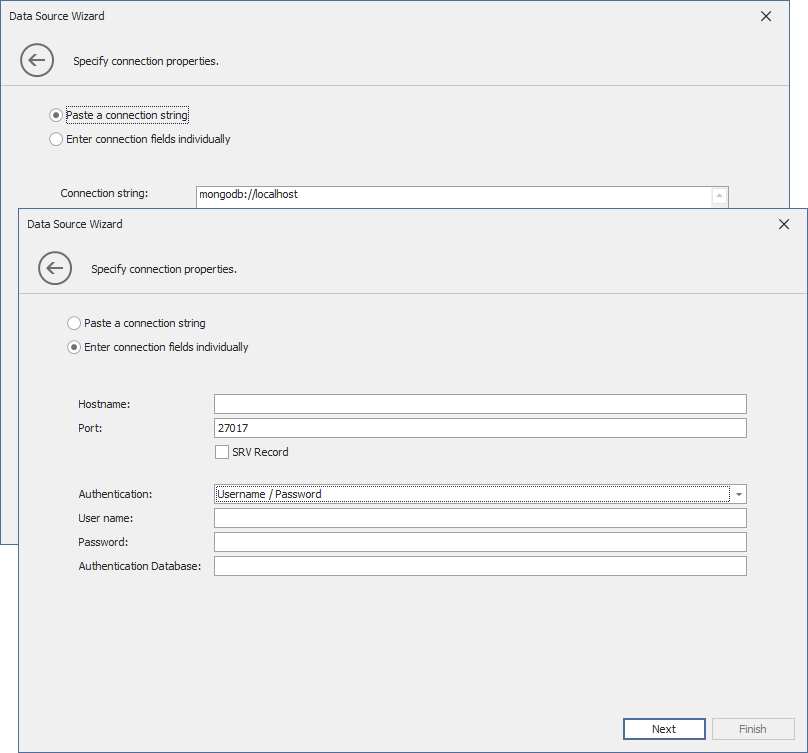 Data Source Wizard
Specify connection properties.
Paste a connection string
Enter connection fields individually
Connection string: mongodb://localhost
Data Source Wizard
Specify connection properties.
Paste a connection string
Enter connection fields individually
Hostname:
Port: 27017
SRV Record
Authentication: Username / Password
User name:
Password:
Authentication Database:
Next Finish